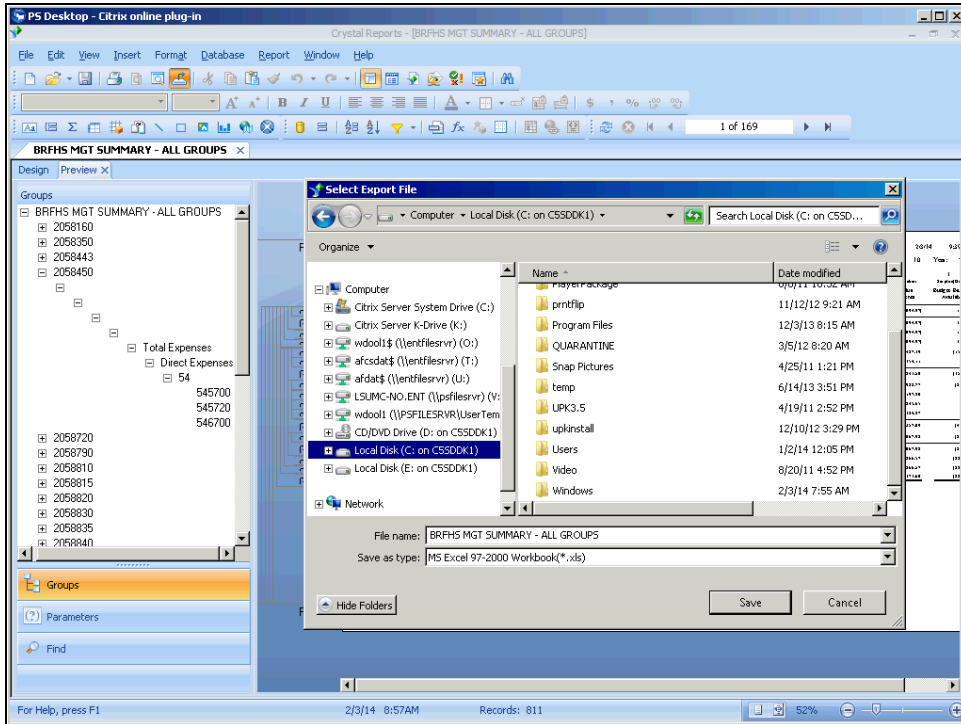 PS Desktop - Citrix online plug-in
Crystal Reports - [BRFHS MGT SUMMARY - ALL GROUPS]
File Edit View Insert Format Database Report Window Help
1 of 169
BRFHS MGT SUMMARY - ALL GROUPS
Design Preview
Groups
BRFHS MGT SUMMARY - ALL GROUPS
2058160
2058350
2058443
2058450
Total Expenses
Direct Expenses
54
545700
545720
546700
2058720
2058790
2058810
2058815
2058820
2058830
2058835
2058840
Groups
Parameters
Find
Select Export File
Computer Local Disk (C: on C5SDDK1)
Search Local Disk (C: on C5SD...
Organize
Computer
Citrix Server System Drive (C:)
Citrix Server K-Drive (K:)
wdool1$ (\\entfilesrvr) (O:)
afcsdat$ (\\entfilesrvr) (T:)
afdat$ (\\entfilesrvr) (U:)
LSUMC-NO.ENT (\\psfilesrvr) (V:
wdool1 (\\PSFILESRVR\UserTem
CD/DVD Drive (D: on C5SDDK1)
Local Disk (C: on C5SDDK1)
Local Disk (E: on C5SDDK1)
Network
Name Date modified
PlayerPackage
prntflip 11/12/12 9:21 AM
Program Files 12/3/13 8:15 AM
QUARANTINE 3/5/12 8:20 AM
Snap Pictures 4/25/11 1:21 PM
temp 6/14/13 3:51 PM
UPK3.5 4/19/11 2:52 PM
upkinstall 12/10/12 3:29 PM
Users 1/2/14 12:05 PM
Video 8/20/11 4:52 PM
Windows 2/3/14 7:55 AM
File name: BRFHS MGT SUMMARY - ALL GROUPS
Save as type: MS Excel 97-2000 Workbook(*.xls)
Hide Folders Save Cancel
For Help, press F1 2/3/14 8:57AM Records: 811 52%